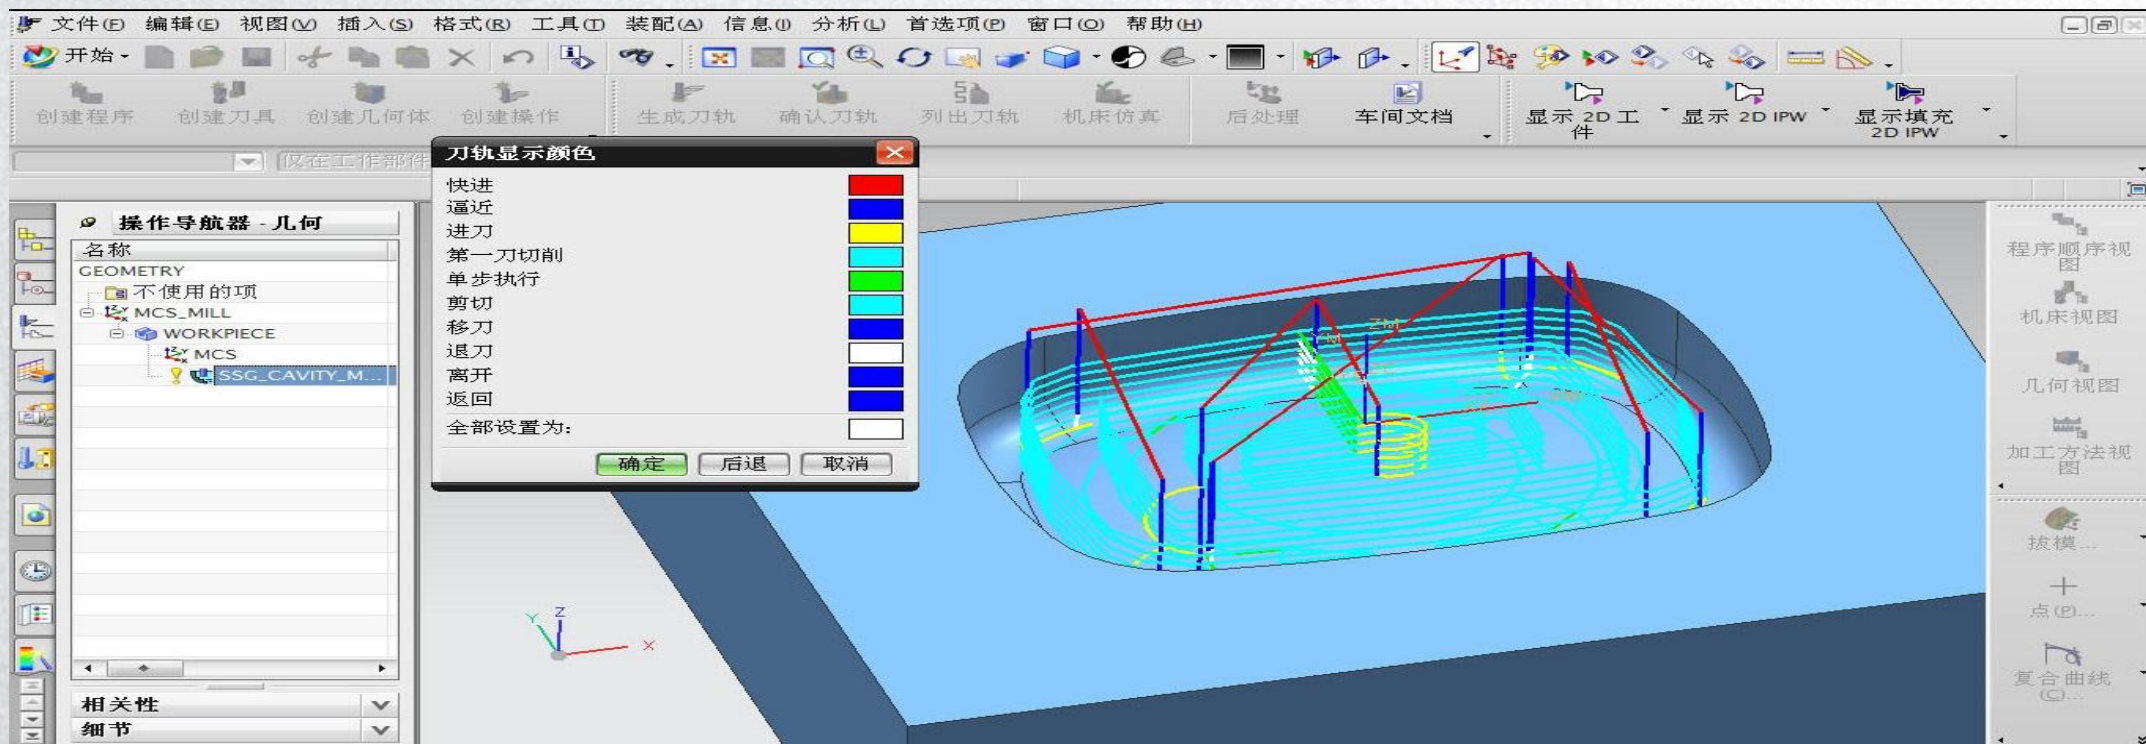 文件(F) 编辑(E) 视图(V) 插入(S) 格式(R) 工具(T) 装配(A) 信息(I) 分析(L) 首选项(P) 窗口(O) 帮助(H)
开始
创建程序 创建刀具 创建几何体 创建操作 生成刀轨 确认刀轨 列出刀轨 机床仿真 后处理 车间文档 显示 2D 工件 显示 2D IPW 显示填充 2D IPW
仅在工作部件
刀轨显示颜色
快进
逼近
进刀
第一刀切削
单步执行
剪切
移刀
退刀
离开
返回
全部设置为:
确定 后退 取消
操作导航器 - 几何
名称
GEOMETRY
不使用的项
MCS_MILL
WORKPIECE
MCS
SSG_CAVITY_M...
相关性
细节
ZM
YM
Z
Y
X
程序顺序视图
机床视图
几何视图
加工方法视图
拔模...
点(P)...
复合曲线(C)...